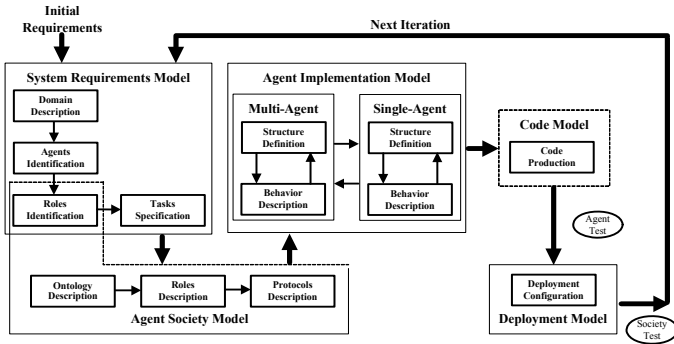 Initial
Requirements
Next Iteration
System Requirements Model
Domain
Description
Agents
Identification
Roles
Identification
Tasks
Specification
Agent Implementation Model
Multi-Agent
Structure
Definition
Behavior
Description
Single-Agent
Structure
Definition
Behavior
Description
Code Model
Code
Production
Agent
Test
Ontology
Description
Roles
Description
Protocols
Description
Agent Society Model
Deployment
Configuration
Deployment Model
Society
Test